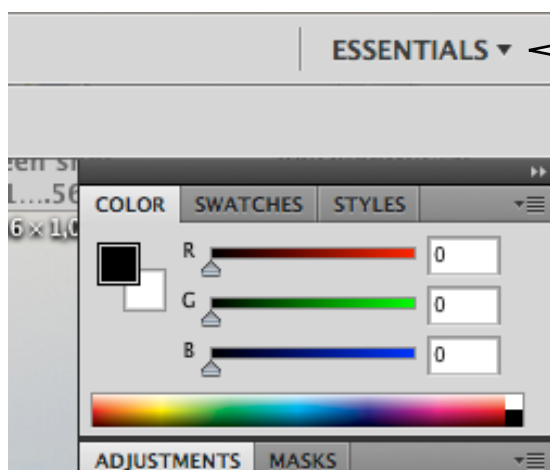 ESSENTIALS
COLOR SWATCHES STYLES
R 0
G 0
B 0
ADJUSTMENTS MASKS